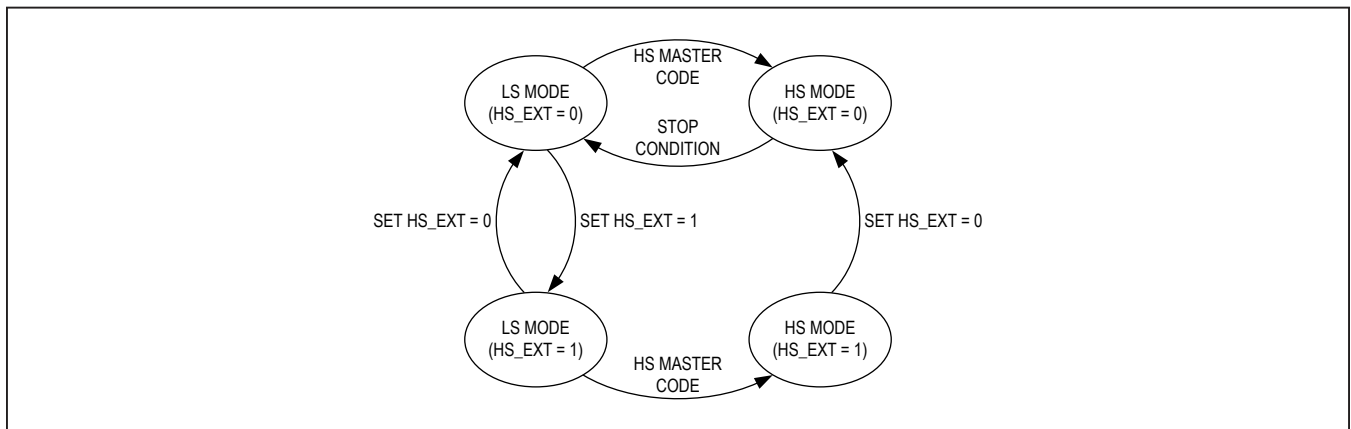 HS MASTER
CODE
LS MODE
(HS_EXT = 0)
HS MODE
(HS_EXT = 0)
STOP
CONDITION
SET HS_EXT = 0
SET HS_EXT = 1
SET HS_EXT = 0
LS MODE
(HS_EXT = 1)
HS MODE
(HS_EXT = 1)
HS MASTER
CODE